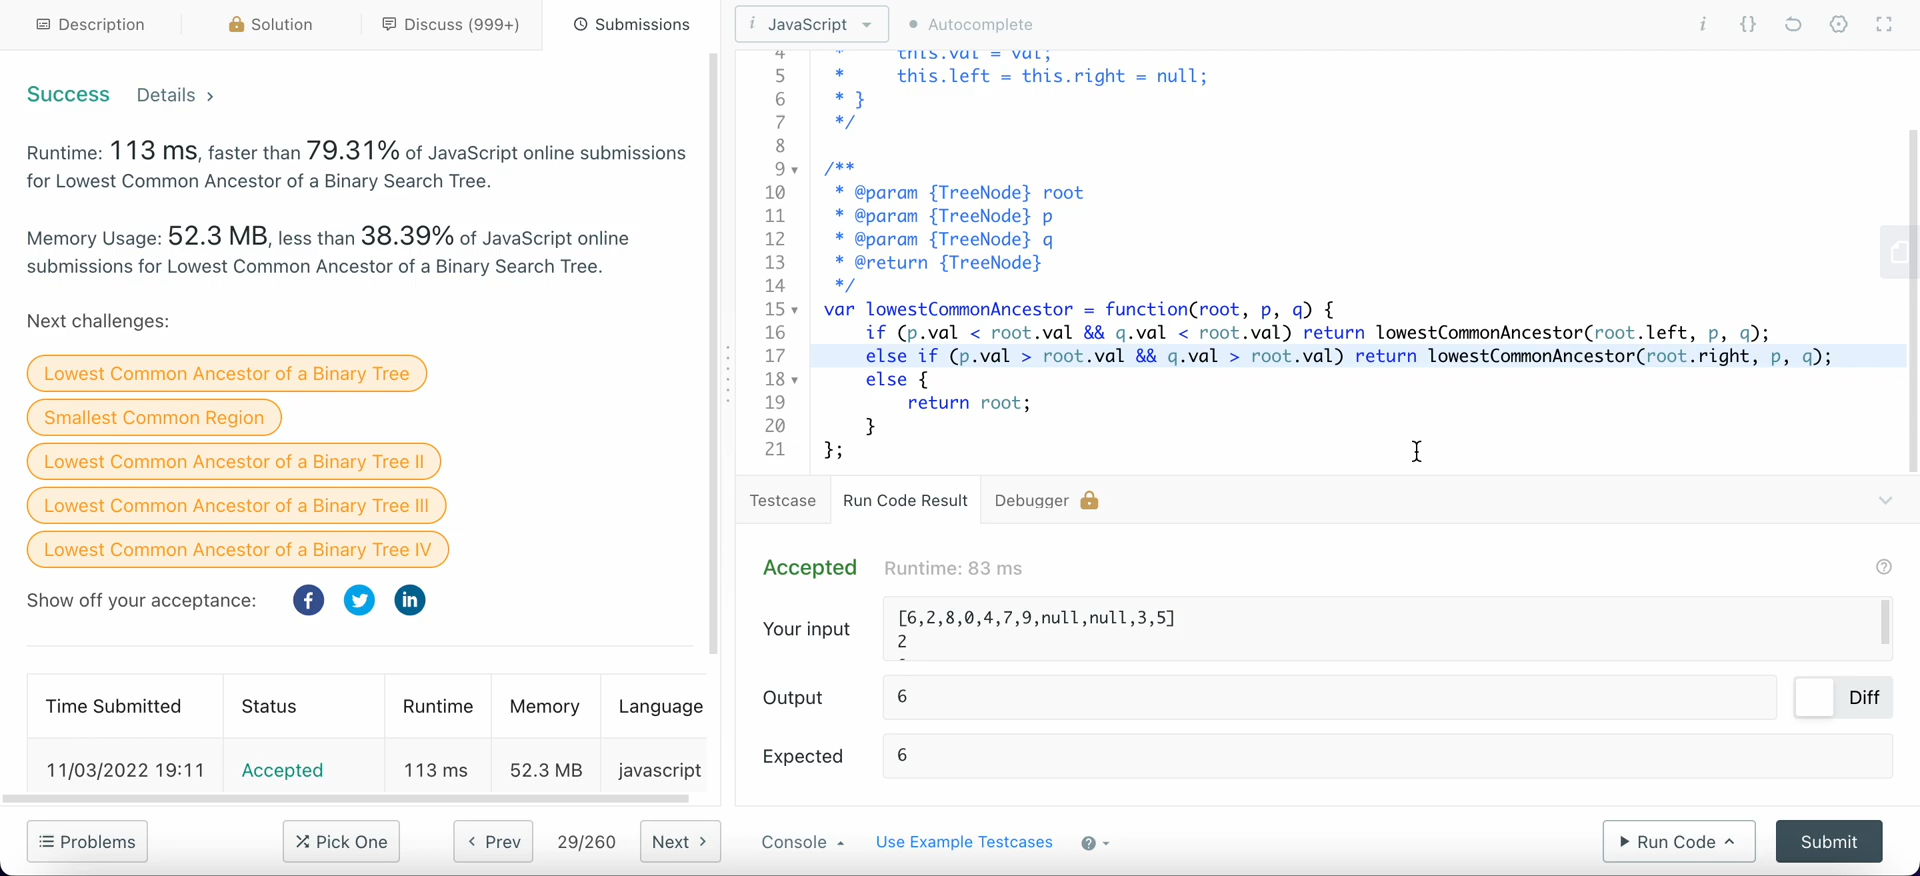 Description
Solution
Discuss (999+)
Submissions
Success
Details >
Runtime: 113 ms, faster than 79.31% of JavaScript online submissions
for Lowest Common Ancestor of a Binary Search Tree.
Memory Usage: 52.3 MB, less than 38.39% of JavaScript online
submissions for Lowest Common Ancestor of a Binary Search Tree.
Next challenges:
Lowest Common Ancestor of a Binary Tree
Smallest Common Region
Lowest Common Ancestor of a Binary Tree II
Lowest Common Ancestor of a Binary Tree III
Lowest Common Ancestor of a Binary Tree IV
Show off your acceptance:
Time Submitted Status Runtime Memory Language
11/03/2022 19:11 Accepted 113 ms 52.3 MB javascript
Problems
Pick One
< Prev
29/260
Next >
i JavaScript
Autocomplete
i {}
4 * this.val = val;
5 * this.left = this.right = null;
6 * }
7 */
8
9 /**
10 * @param {TreeNode} root
11 * @param {TreeNode} p
12 * @param {TreeNode} q
13 * @return {TreeNode}
14 */
15 var lowestCommonAncestor = function(root, p, q) {
16 if (p.val < root.val && q.val < root.val) return lowestCommonAncestor(root.left, p, q);
17 else if (p.val > root.val && q.val > root.val) return lowestCommonAncestor(root.right, p, q);
18 else {
19 return root;
20 }
21 };
Testcase
Run Code Result
Debugger
Accepted
Runtime: 83 ms
Your input
[6,2,8,0,4,7,9,null,null,3,5]
2
Output
6
Diff
Expected
6
Console
Use Example Testcases
Run Code
Submit